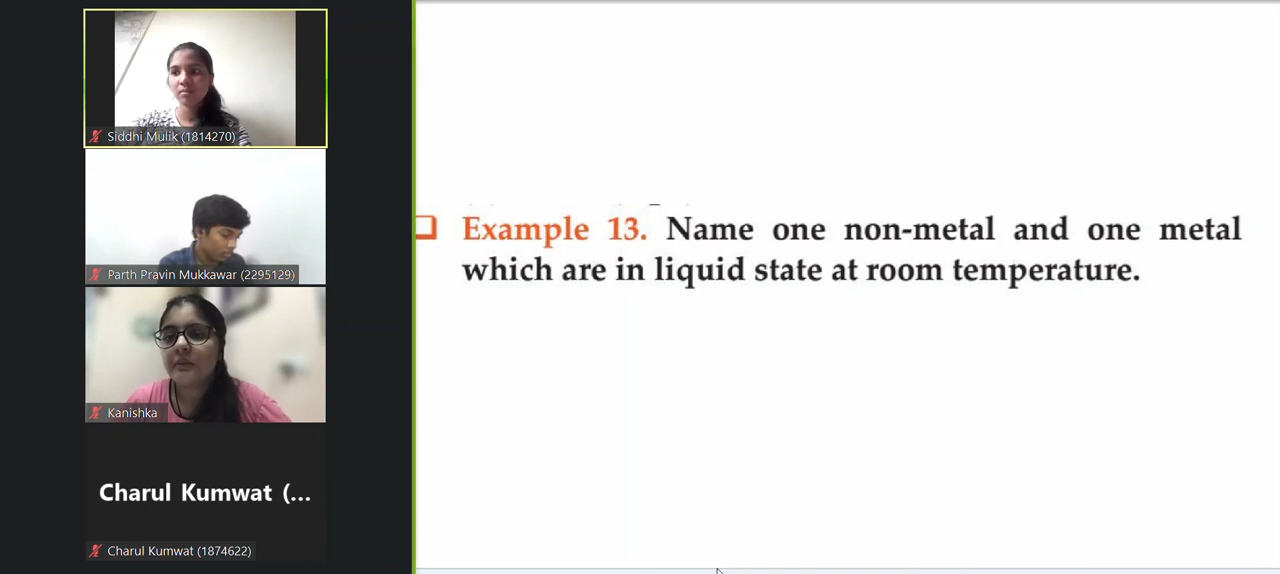 Siddhi Mulik (1814270)
Parth Pravin Mukkawar (2295129)
Kanishka
Charul Kumwat (...
Charul Kumwat (1874622)
Example 13. Name one non-metal and one metal
which are in liquid state at room temperature.